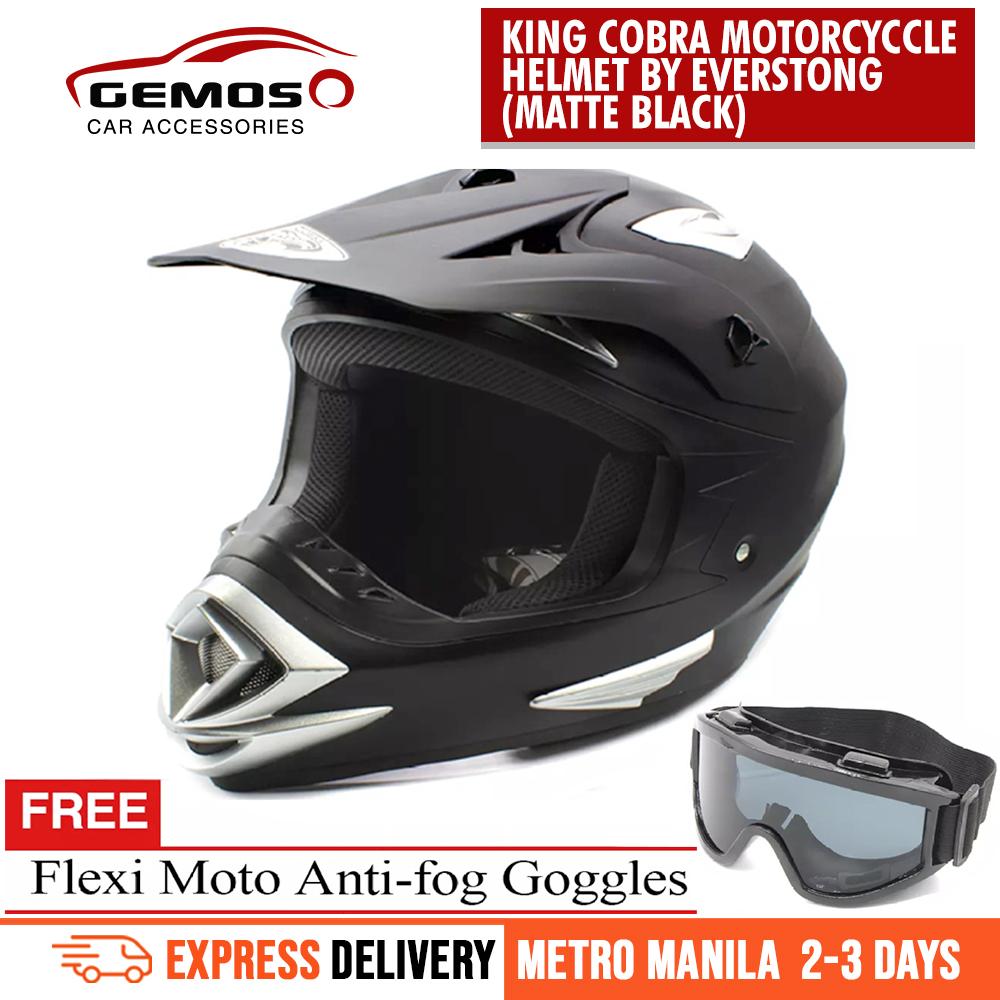 GEMOSO
CAR ACCESSORIES
KING COBRA MOTORCYCCLE
HELMET BY EVERSTONG
(MATTE BLACK)
FREE
Flexi Moto Anti-fog Goggles
EXPRESS DELIVERY
METRO MANILA 2-3 DAYS